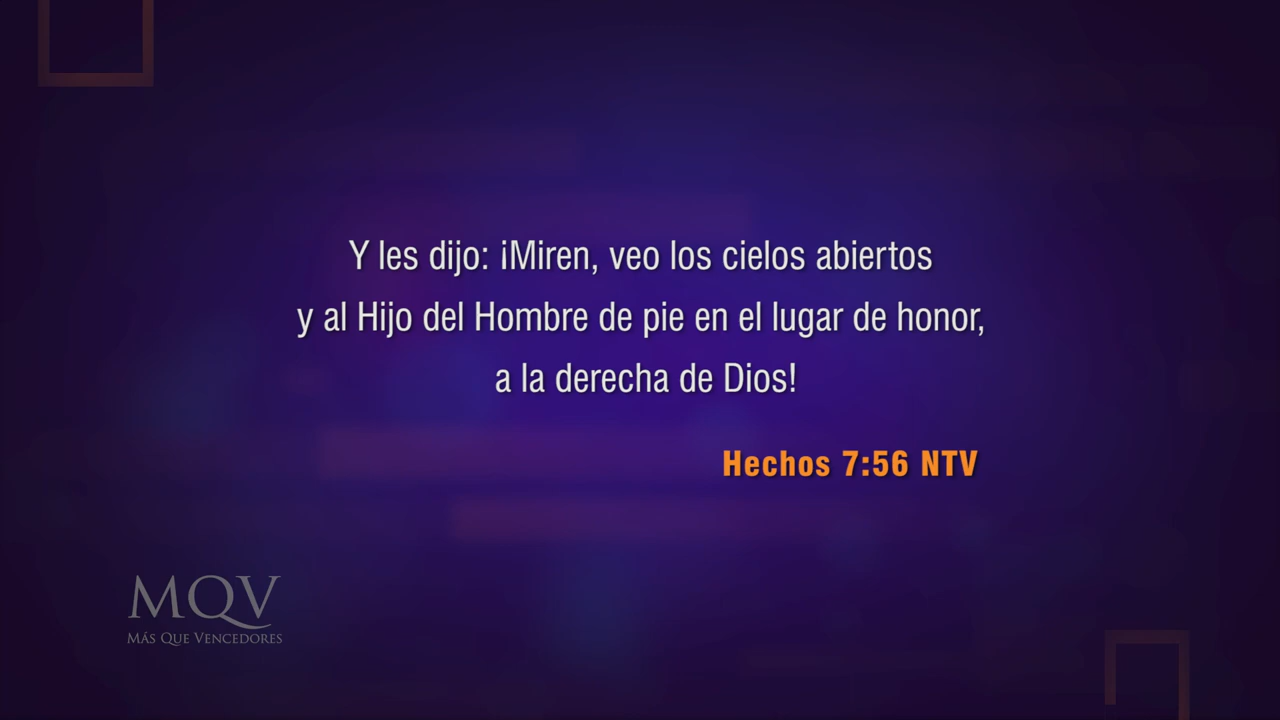 Y les dijo: ¡Miren, veo los cielos abiertos
y al Hijo del Hombre de pie en el lugar de honor,
a la derecha de Dios!
Hechos 7:56 NTV
MQV
MÁS QUE VENCEDORES